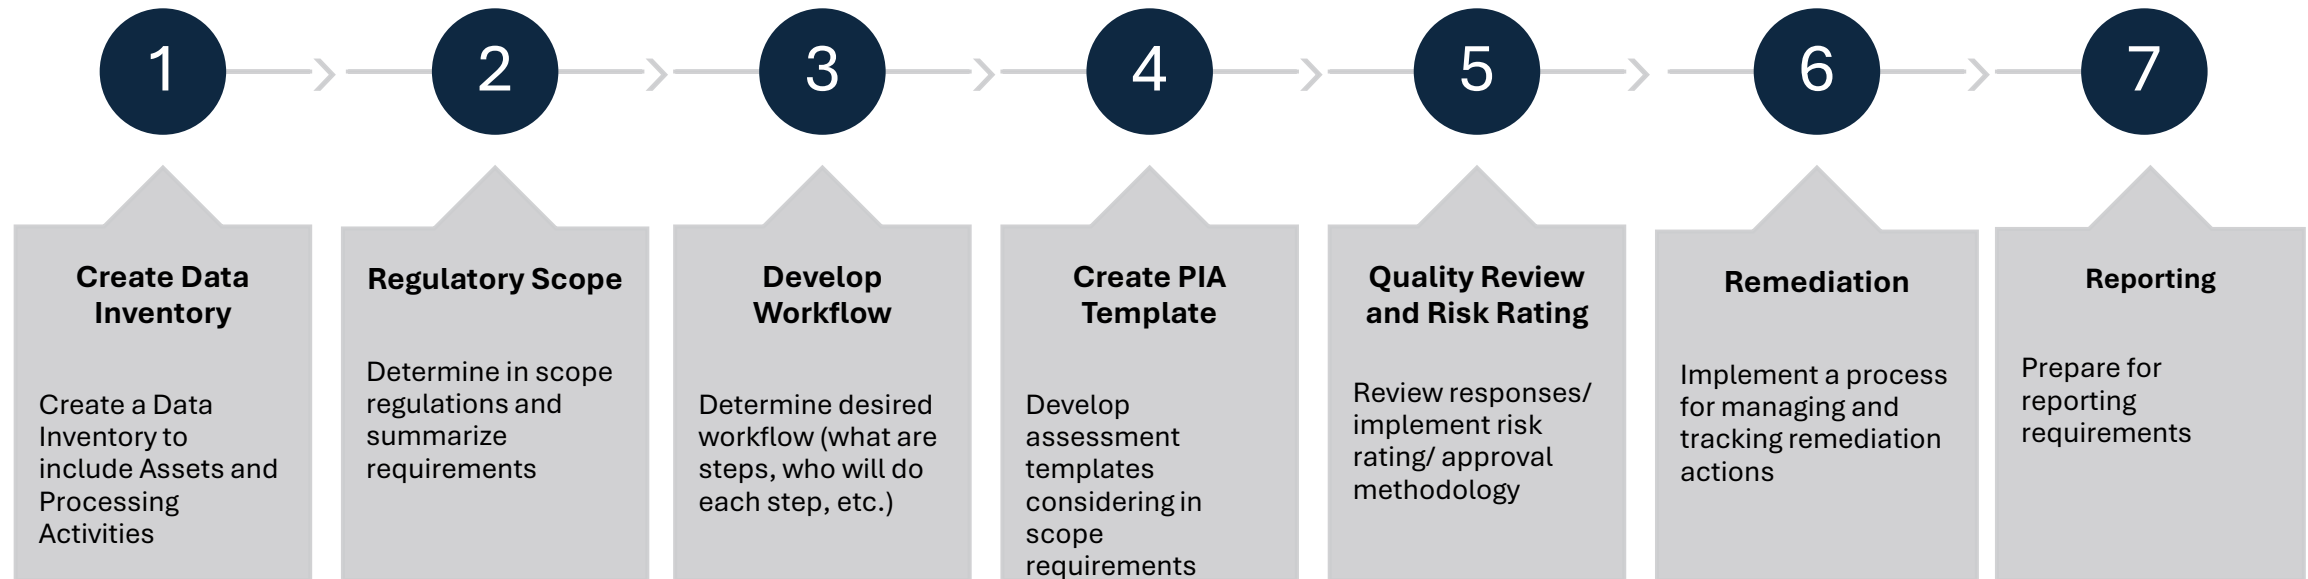 1
2
3
4
5
6
7
Create Data
Inventory
Create a Data
Inventory to
include Assets and
Processing
Activities
Regulatory Scope
Determine in scope
regulations and
summarize
requirements
Develop
Workflow
Determine desired
workflow (what are
steps, who will do
each step, etc.)
Create PIA
Template
Develop
assessment
templates
considering in
scope
requirements
Quality Review
and Risk Rating
Review responses/
implement risk
rating/ approval
methodology
Remediation
Implement a process
for managing and
tracking remediation
actions
Reporting
Prepare for
reporting
requirements